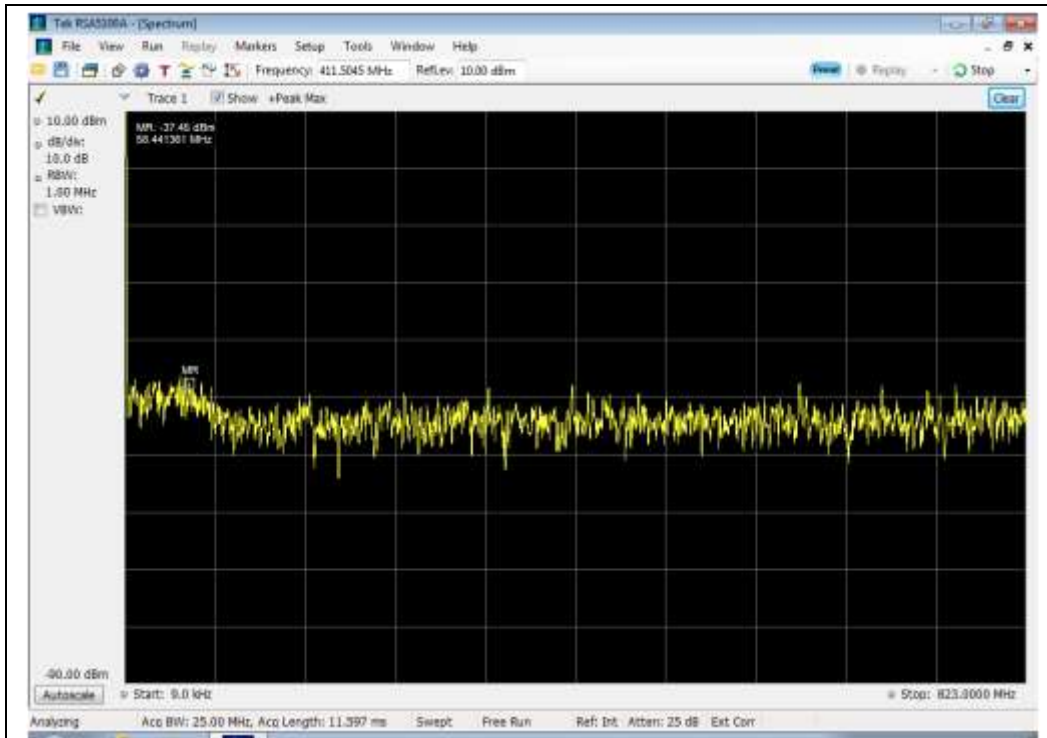 Tek RSA5100A - [Spectrum]
File View Run Replay Markers Setup Tools Window Help
Frequency: 411.5045 MHz RefLev: 10.00 dBm Preset Replay Stop
Trace 1 Show +Peak Max Clear
10.00 dBm
dB/div:
10.0 dB
RBW:
1.00 MHz
VBW:
MR: -37.45 dBm
58.441361 MHz
MR
-90.00 dBm
Autoscale Start: 9.0 kHz Stop: 823.0000 MHz
Analyzing Acq BW: 25.00 MHz, Acq Length: 11.597 ms Swept Free Run Ref: Int Atten: 25 dB Ext Corr